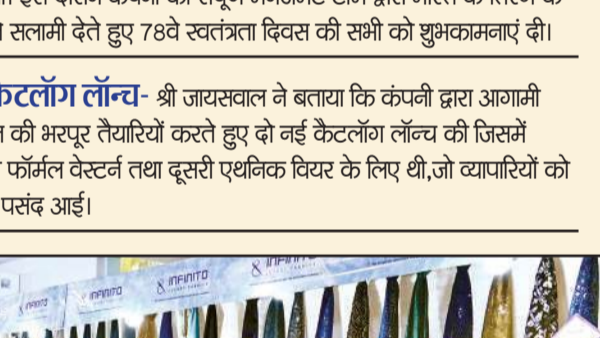 सलामी देते हुए 78वे स्वतंत्रता दिवस की सभी को शुभकामनाएं दी।
कैटलॉग लॉन्च- श्री जायसवाल ने बताया कि कंपनी द्वारा आगामी
की भरपूर तैयारियों करते हुए दो नई कैटलॉग लॉन्च की जिसमें
फॉर्मल वेस्टर्न तथा दूसरी एथनिक वियर के लिए थी,जो व्यापारियों को
पसंद आई।
INFINITO INFINITO INFINITO INFINITO